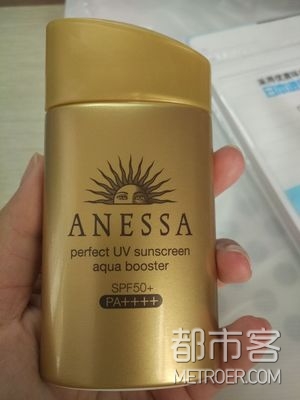 ANESSA
perfect UV sunscreen
aqua booster
SPF50+
PA++++
都市客
METROER.COM